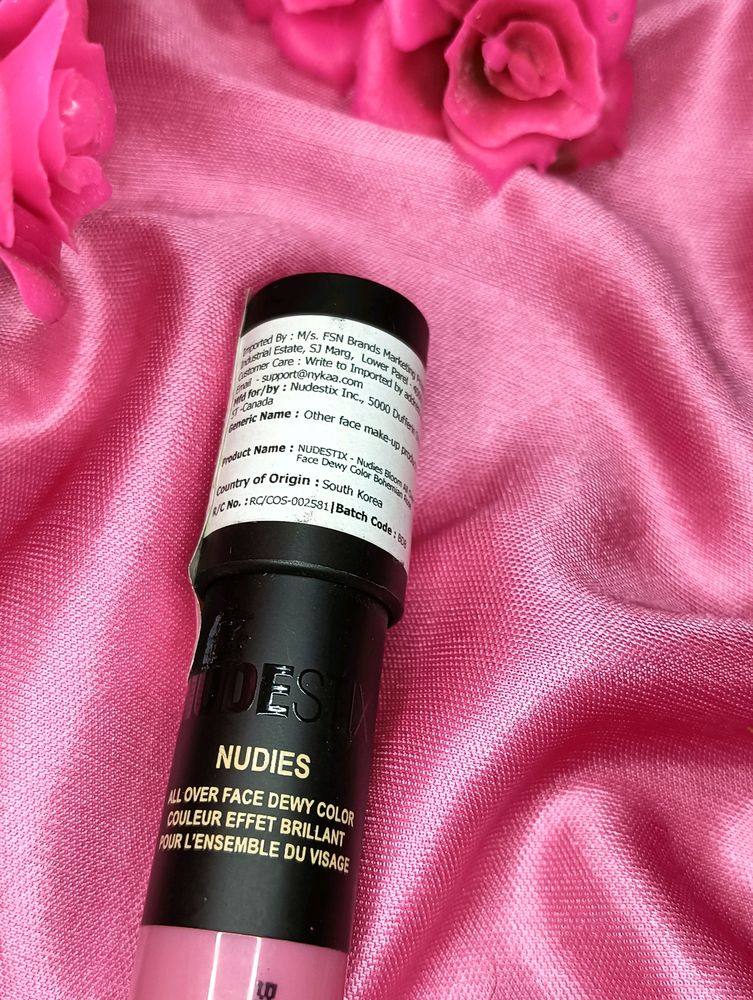 Imported By : M/s. FSN Brands Marketing
Industrial Estate, SJ Marg, Lower Parel -
Customer Care : Write to Imported by
Email - support@nykaa.com
Mfd for/by : Nudestix Inc., 5000 Dufferin
ST -Canada
Generic Name : Other face make-up
Product Name : NUDESTIX - Nudies Bloom All
Face Dewy Color Bohemian
Country of Origin : South Korea
R/C No. : RC/COS-002581|Batch Code :
NUDESTIX
NUDIES
ALL OVER FACE DEWY COLOR
COULEUR EFFET BRILLANT
POUR L'ENSEMBLE DU VISAGE